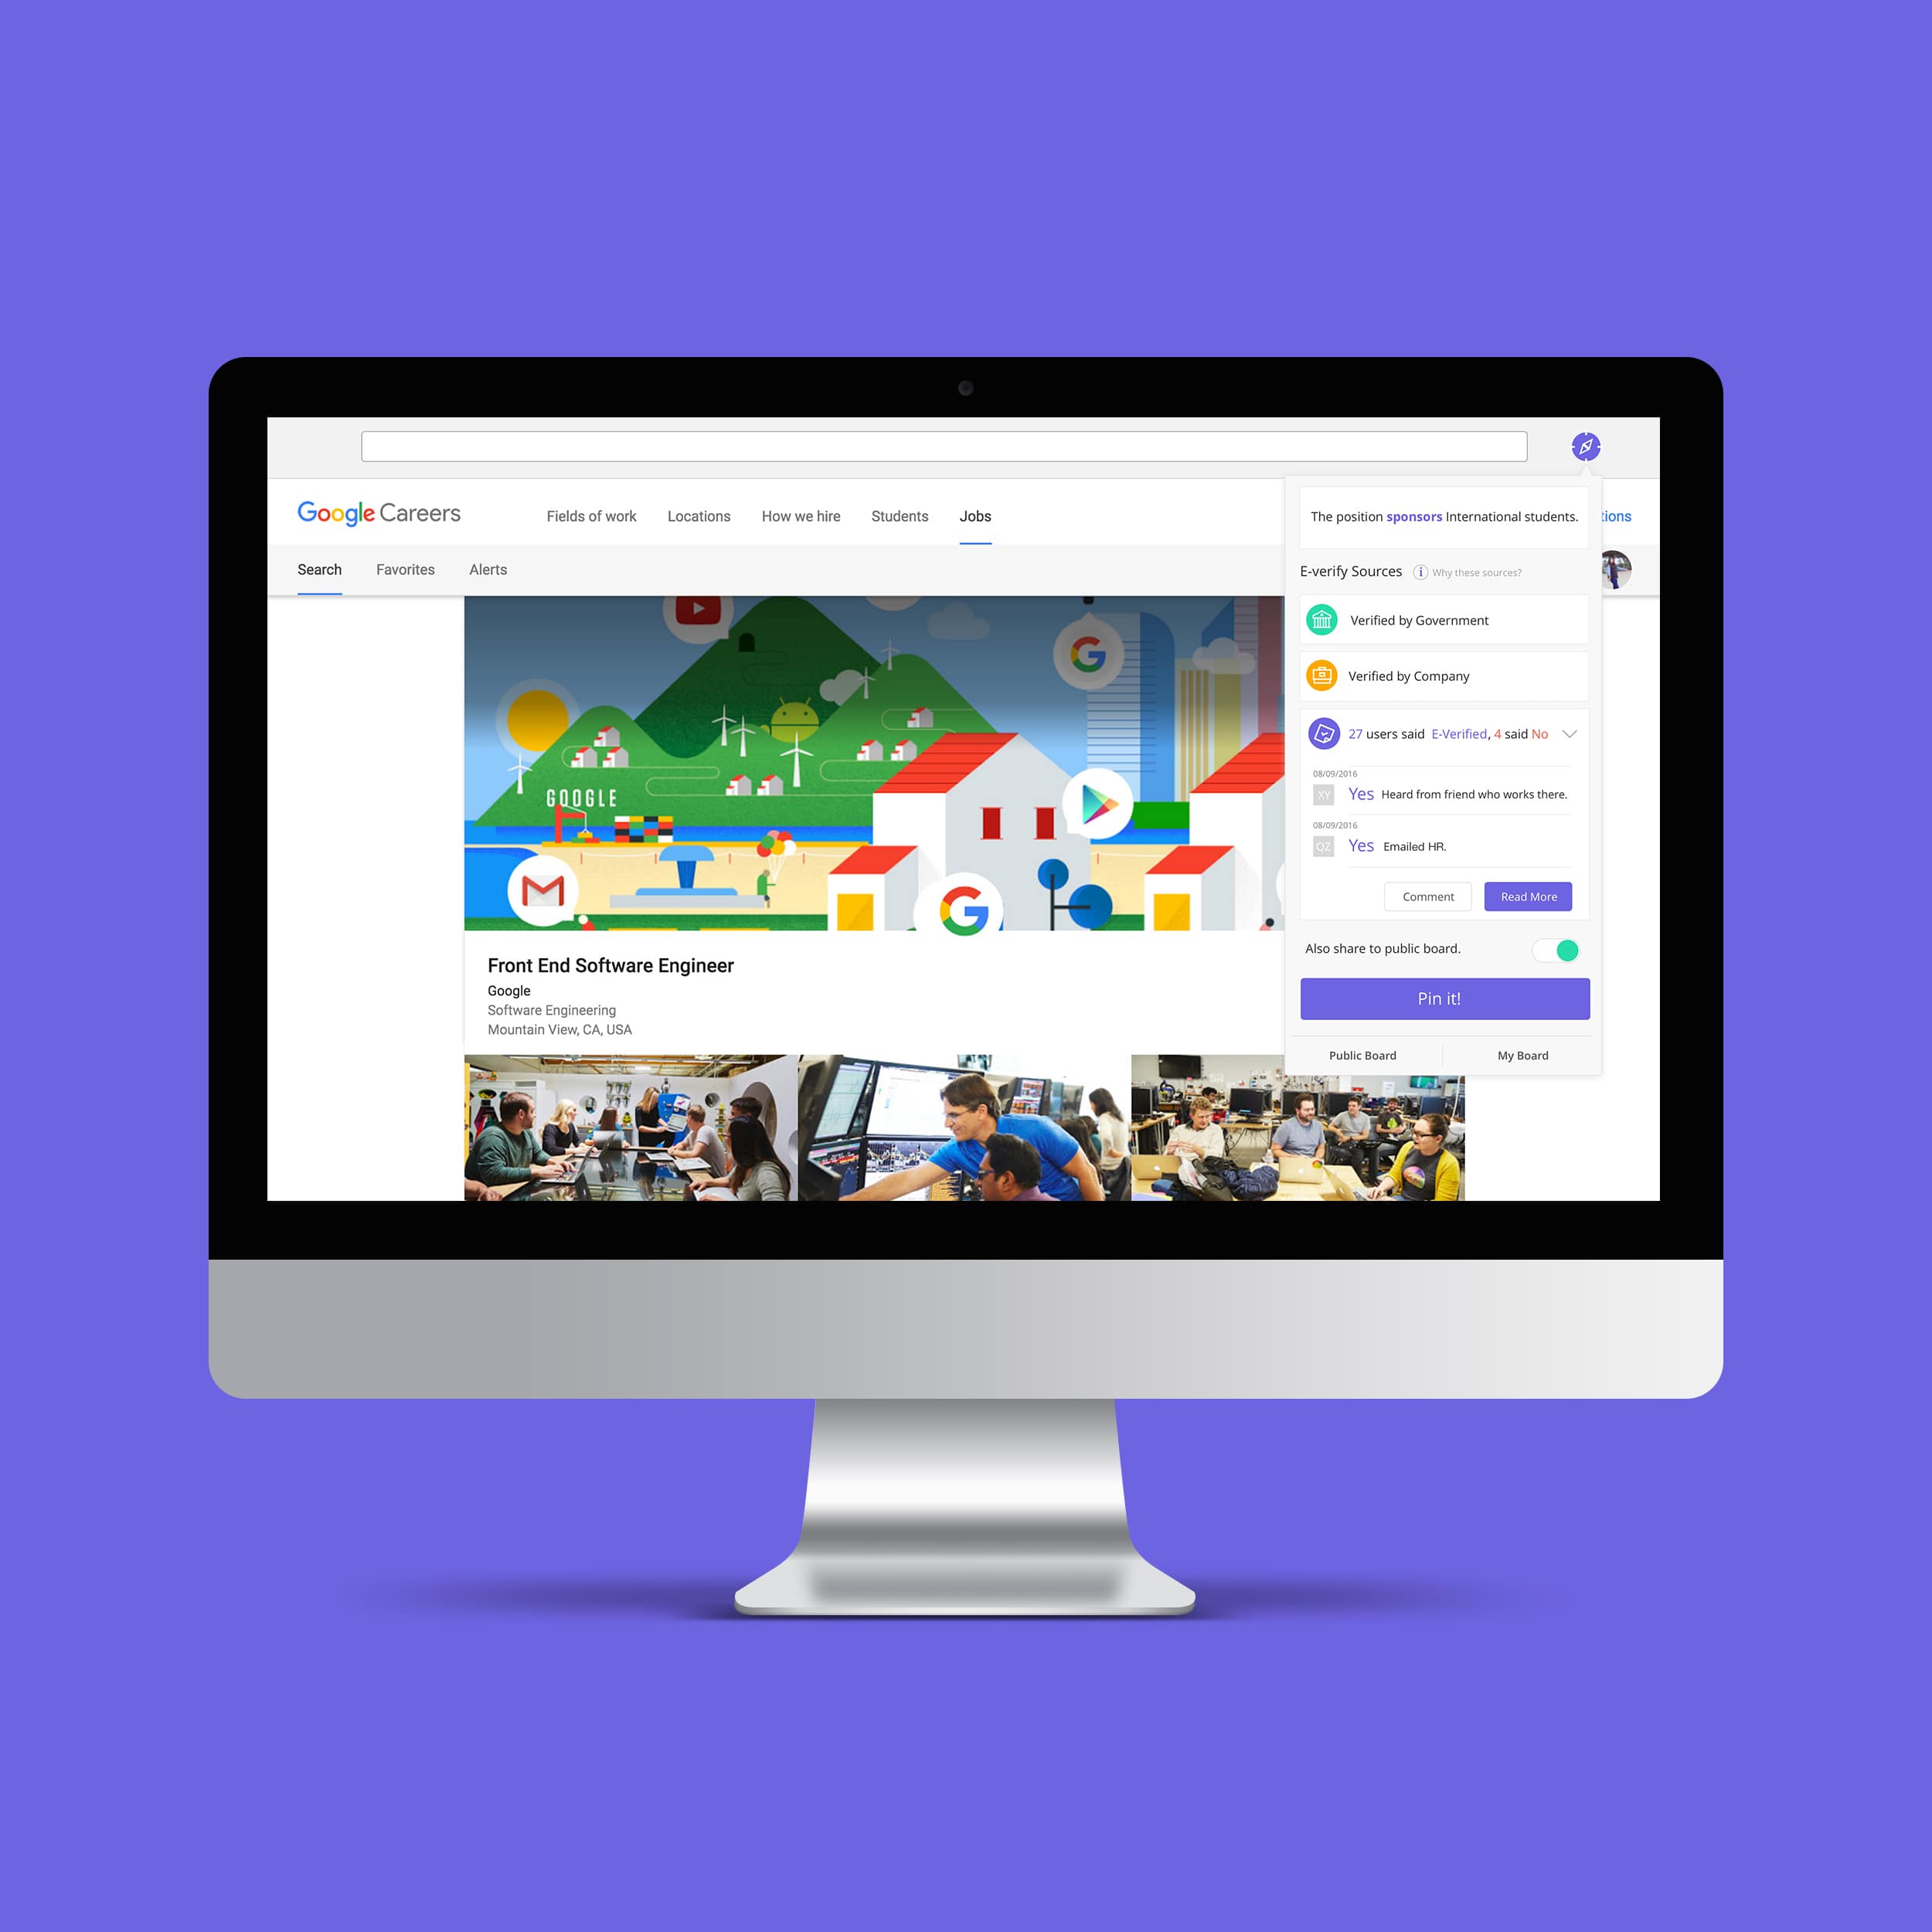 Google Careers
Fields of work
Locations
How we hire
Students
Jobs
tions
Search
Favorites
Alerts
GOOGLE
Front End Software Engineer
Google
Software Engineering
Mountain View, CA, USA
The position sponsors International students.
E-verify Sources
i Why these sources?
Verified by Government
Verified by Company
27 users said E-Verified, 4 said No
08/09/2016
XY Yes Heard from friend who works there.
08/09/2016
QZ Yes Emailed HR.
Comment
Read More
Also share to public board.
Pin it!
Public Board
My Board